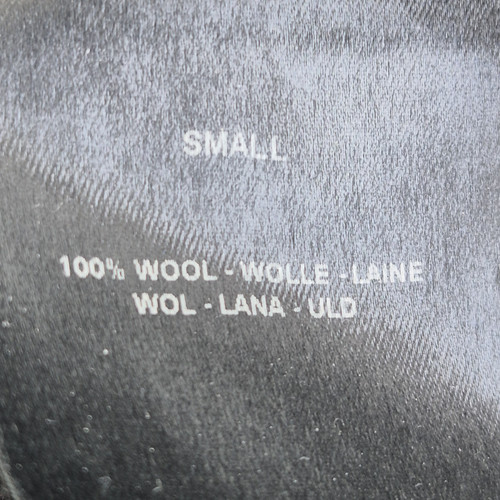 SMALL
100% WOOL - WOLLE - LAINE
WOL - LANA - ULD